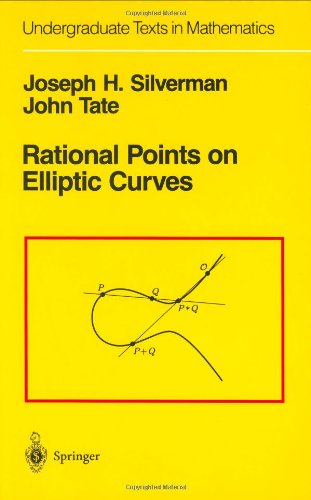 Undergraduate Texts in Mathematics
Joseph H. Silverman
John Tate
Rational Points on
Elliptic Curves
O
P
Q
P*Q
P+Q
Springer